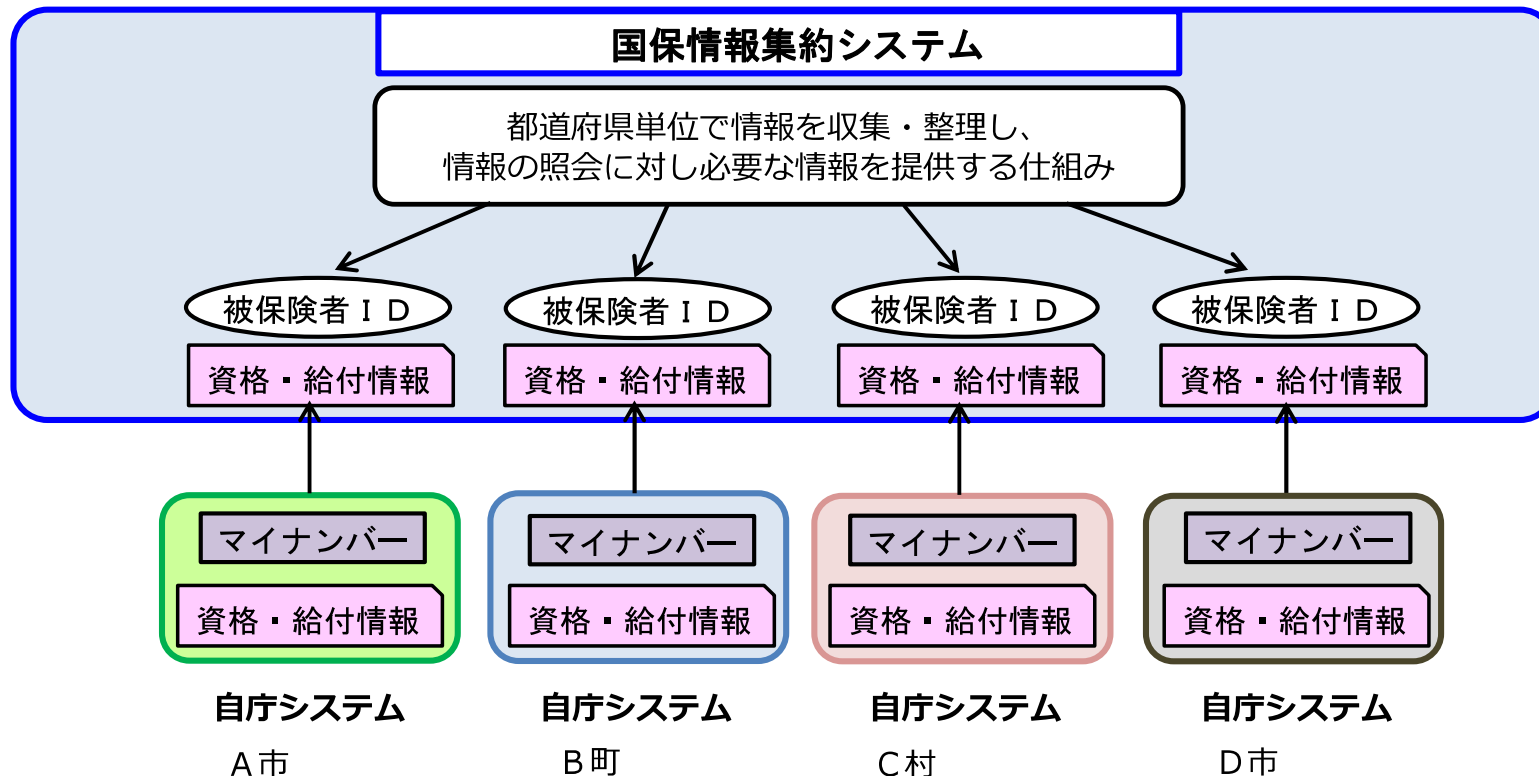 国保情報集約システム
都道府県単位で情報を収集・整理し、
情報の照会に対し必要な情報を提供する仕組み
被保険者ＩＤ
被保険者ＩＤ
被保険者ＩＤ
被保険者ＩＤ
資格・給付情報
資格・給付情報
資格・給付情報
資格・給付情報
マイナンバー
マイナンバー
マイナンバー
マイナンバー
資格・給付情報
資格・給付情報
資格・給付情報
資格・給付情報
自庁システム
自庁システム
自庁システム
自庁システム
Ａ市
Ｂ町
Ｃ村
Ｄ市